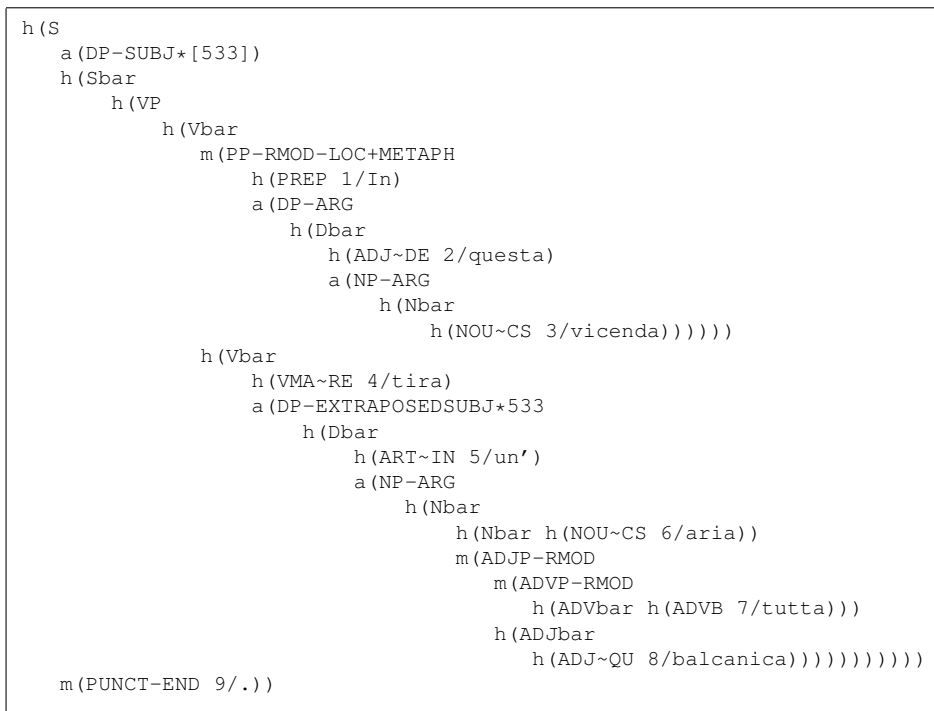 h(S
   a(DP-SUBJ*[533])
   h(Sbar
       h(VP
           h(Vbar
              m(PP-RMOD-LOC+METAPH
                  h(PREP 1/In)
                  a(DP-ARG
                     h(Dbar
                        h(ADJ~DE 2/questa)
                        a(NP-ARG
                            h(Nbar
                                h(NOU~CS 3/vicenda))))))
              h(Vbar
                  h(VMA~RE 4/tira)
                  a(DP-EXTRAPOSEDSUBJ*533
                      h(Dbar
                          h(ART~IN 5/un')
                          a(NP-ARG
                              h(Nbar
                                  h(Nbar h(NOU~CS 6/aria))
                                  m(ADJP-RMOD
                                     m(ADVP-RMOD
                                        h(ADVbar h(ADVB 7/tutta)))
                                     h(ADJbar
                                        h(ADJ~QU 8/balcanica)))))))))))
   m(PUNCT-END 9/.))